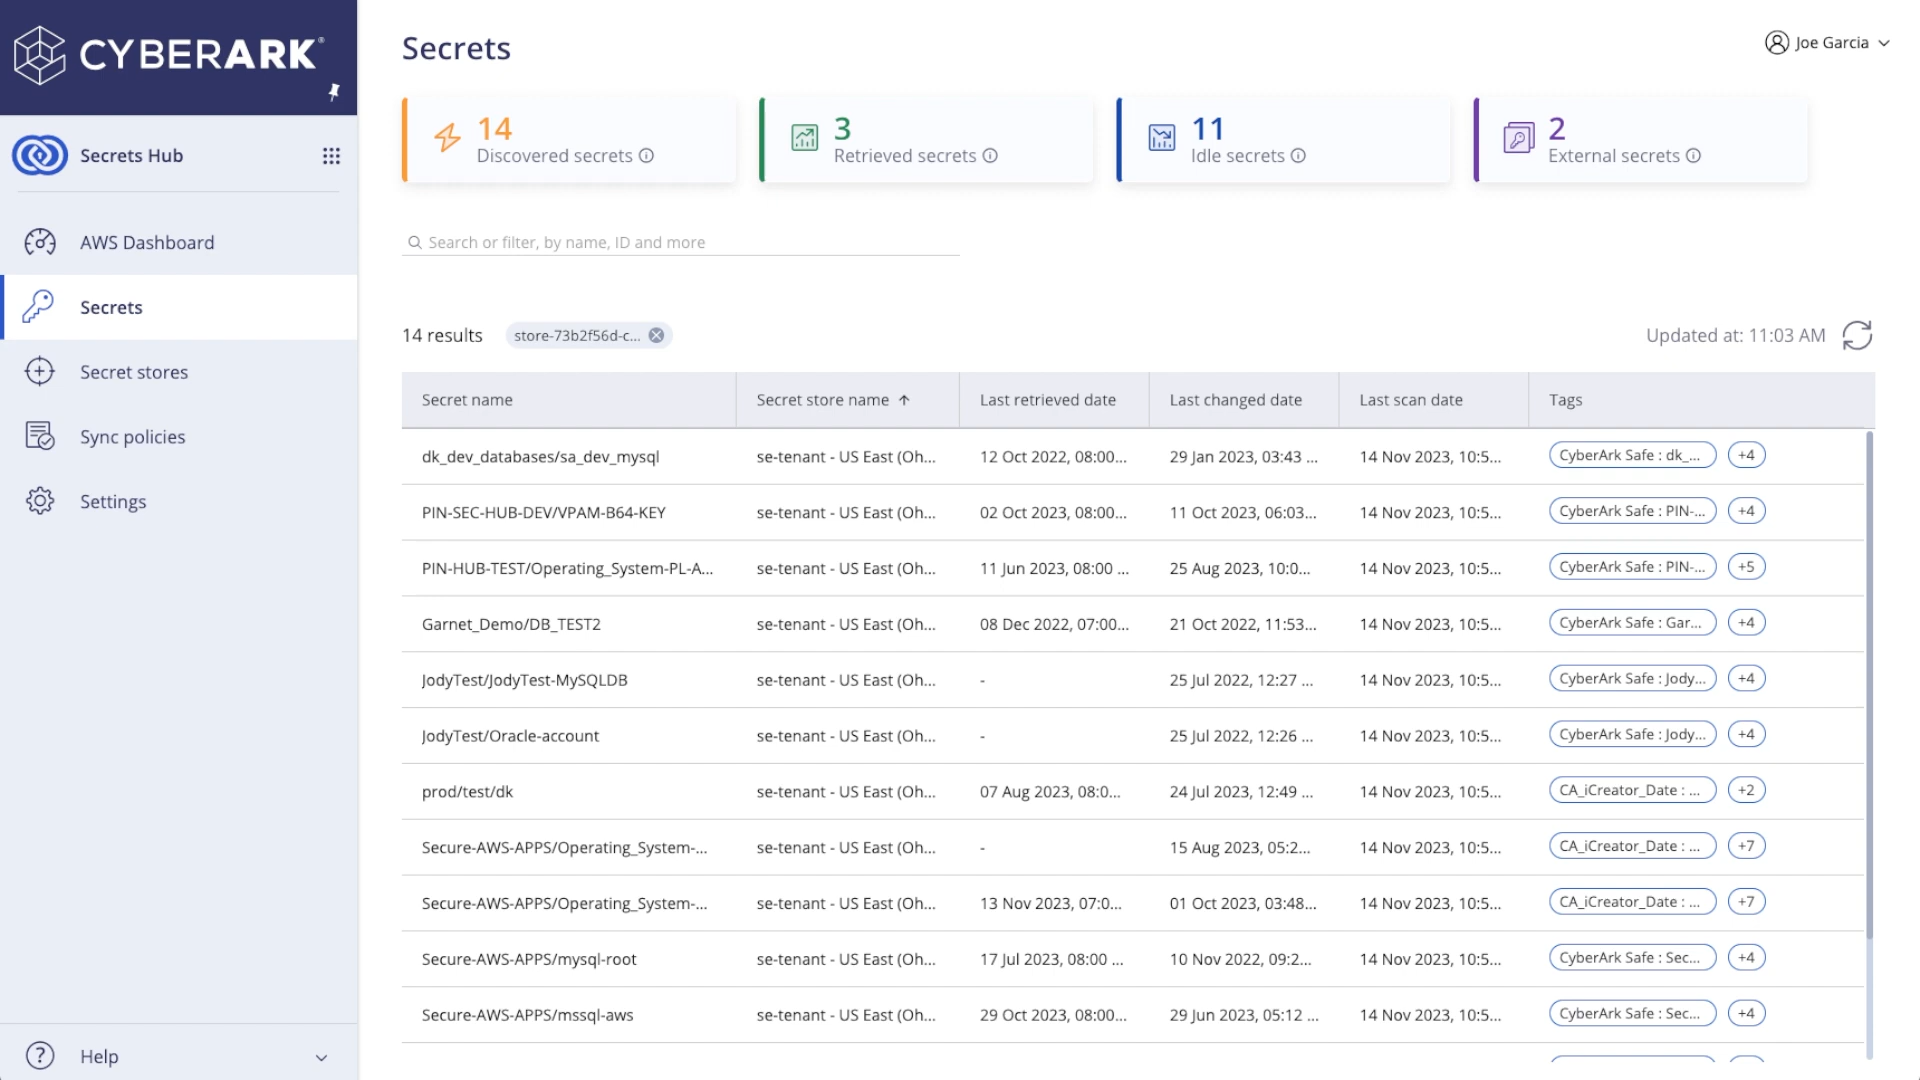 CYBERARK®
Secrets Hub
AWS Dashboard
Secrets
Secret stores
Sync policies
Settings
Help
Secrets
Joe Garcia
14
Discovered secrets
3
Retrieved secrets
11
Idle secrets
2
External secrets
Search or filter, by name, ID and more
14 results store-73b2f56d-c... Updated at: 11:03 AM
Secret name Secret store name Last retrieved date Last changed date Last scan date Tags
dk_dev_databases/sa_dev_mysql se-tenant - US East (Oh... 12 Oct 2022, 08:00... 29 Jan 2023, 03:43 ... 14 Nov 2023, 10:5... CyberArk Safe : dk_... +4
PIN-SEC-HUB-DEV/VPAM-B64-KEY se-tenant - US East (Oh... 02 Oct 2023, 08:00... 11 Oct 2023, 06:03... 14 Nov 2023, 10:5... CyberArk Safe : PIN-... +4
PIN-HUB-TEST/Operating_System-PL-A... se-tenant - US East (Oh... 11 Jun 2023, 08:00 ... 25 Aug 2023, 10:0... 14 Nov 2023, 10:5... CyberArk Safe : PIN-... +5
Garnet_Demo/DB_TEST2 se-tenant - US East (Oh... 08 Dec 2022, 07:00... 21 Oct 2022, 11:53... 14 Nov 2023, 10:5... CyberArk Safe : Gar... +4
JodyTest/JodyTest-MySQLDB se-tenant - US East (Oh... - 25 Jul 2022, 12:27 ... 14 Nov 2023, 10:5... CyberArk Safe : Jody... +4
JodyTest/Oracle-account se-tenant - US East (Oh... - 25 Jul 2022, 12:26 ... 14 Nov 2023, 10:5... CyberArk Safe : Jody... +4
prod/test/dk se-tenant - US East (Oh... 07 Aug 2023, 08:0... 24 Jul 2023, 12:49 ... 14 Nov 2023, 10:5... CA_iCreator_Date : ... +2
Secure-AWS-APPS/Operating_System-... se-tenant - US East (Oh... - 15 Aug 2023, 05:2... 14 Nov 2023, 10:5... CA_iCreator_Date : ... +7
Secure-AWS-APPS/Operating_System-... se-tenant - US East (Oh... 13 Nov 2023, 07:0... 01 Oct 2023, 03:48... 14 Nov 2023, 10:5... CA_iCreator_Date : ... +7
Secure-AWS-APPS/mysql-root se-tenant - US East (Oh... 17 Jul 2023, 08:00 ... 10 Nov 2022, 09:2... 14 Nov 2023, 10:5... CyberArk Safe : Sec... +4
Secure-AWS-APPS/mssql-aws se-tenant - US East (Oh... 29 Oct 2023, 08:00... 29 Jun 2023, 05:12 ... 14 Nov 2023, 10:5... CyberArk Safe : Sec... +4